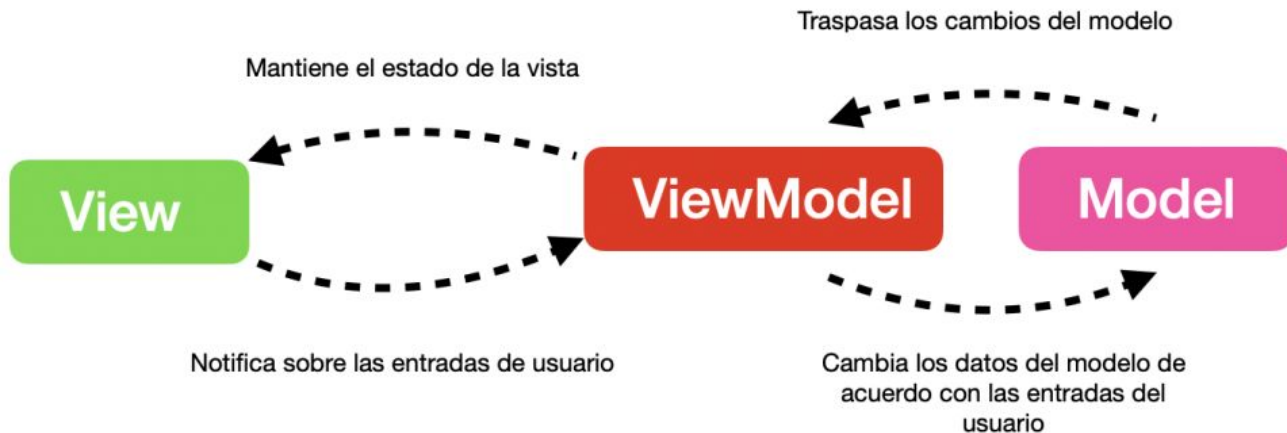 Traspasa los cambios del modelo
Mantiene el estado de la vista
View
ViewModel
Model
Notifica sobre las entradas de usuario
Cambia los datos del modelo de
acuerdo con las entradas del
usuario